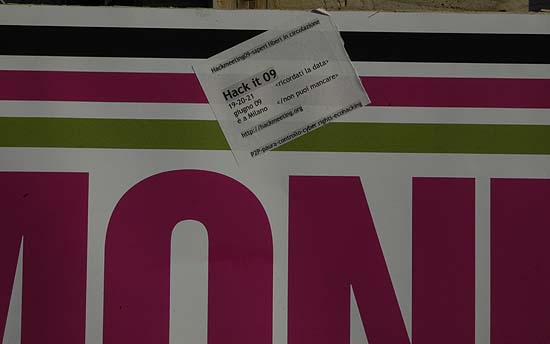 Hackmeeting09-saperi liberi in circolazione
Hack it 09
19-20-21
giugno 09
è a Milano
<ricordati la data>
</non puoi mancare>
http://hackmeeting.org
P2P-paura-controllo-cyber rights-ecohacking
MONI